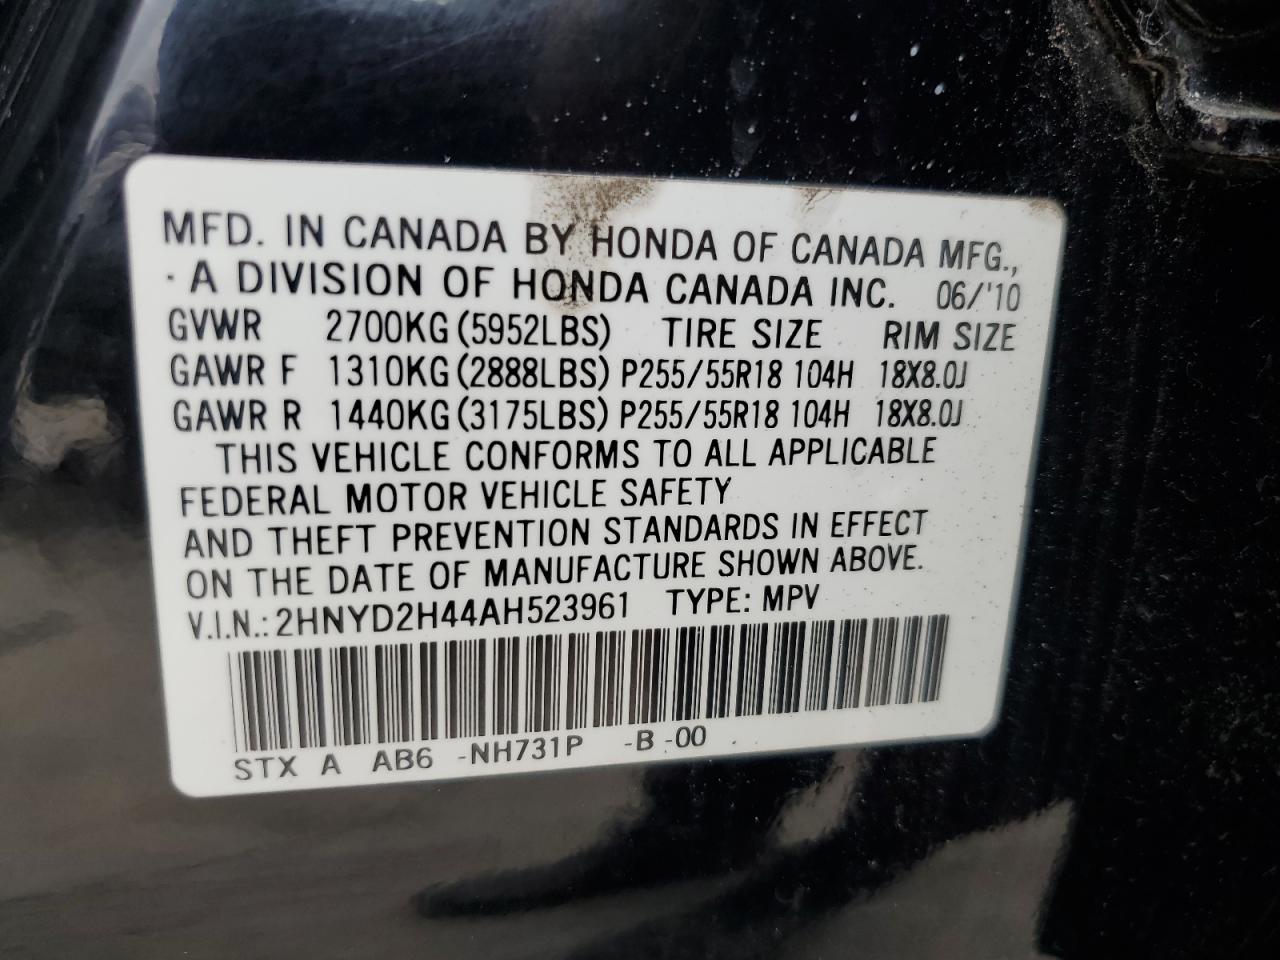 MFD. IN CANADA BY HONDA OF CANADA MFG.,
· A DIVISION OF HONDA CANADA INC. 06/'10
GVWR 2700KG (5952LBS) TIRE SIZE RIM SIZE
GAWR F 1310KG (2888LBS) P255/55R18 104H 18X8.0J
GAWR R 1440KG (3175LBS) P255/55R18 104H 18X8.0J
THIS VEHICLE CONFORMS TO ALL APPLICABLE
FEDERAL MOTOR VEHICLE SAFETY
AND THEFT PREVENTION STANDARDS IN EFFECT
ON THE DATE OF MANUFACTURE SHOWN ABOVE.
V.I.N.: 2HNYD2H44AH523961 TYPE: MPV
STX A AB6 -NH731P -B -00 .